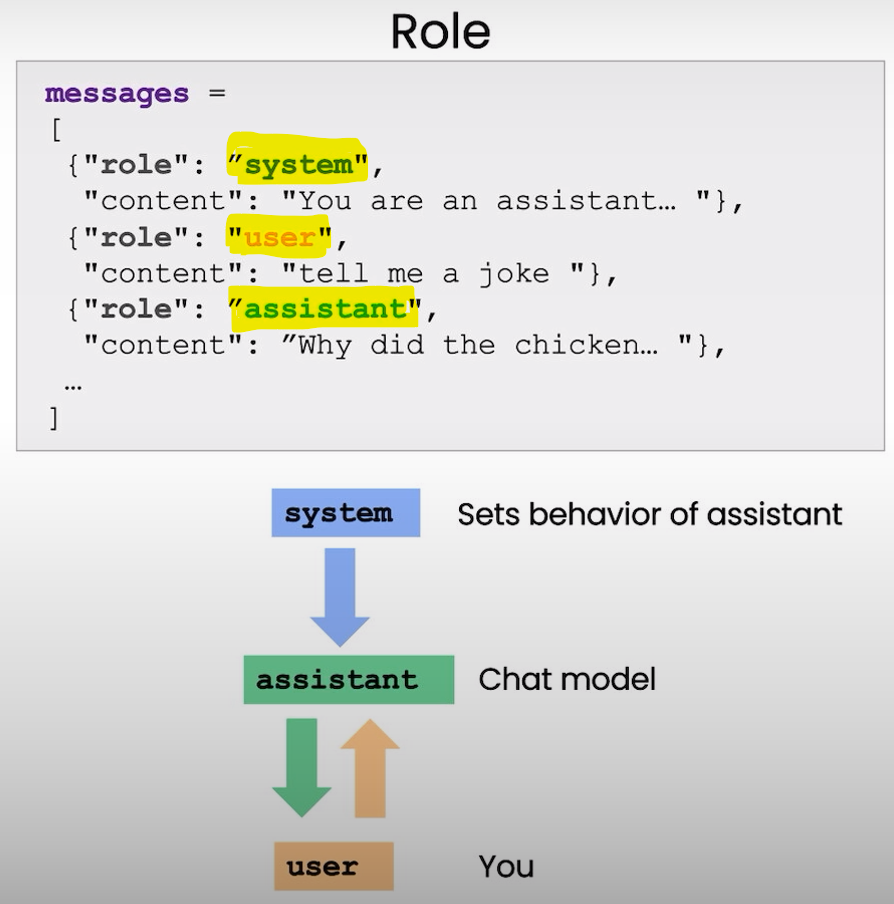 Role
messages =
[
{"role": ”system",
"content": "You are an assistant… "},
{"role": "user",
"content": "tell me a joke "},
{"role": ”assistant",
"content": ”Why did the chicken… "},
…
]
system Sets behavior of assistant
assistant Chat model
user You